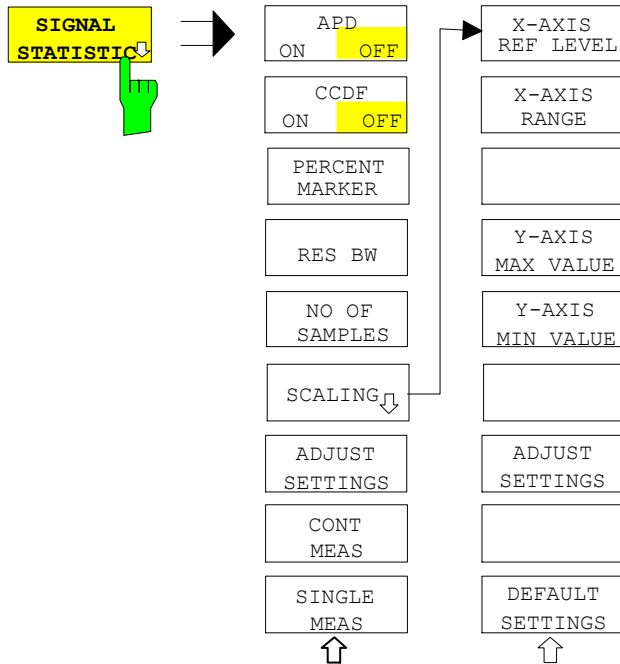 SIGNAL
STATISTIC
APD
ON OFF
CCDF
ON OFF
PERCENT
MARKER
RES BW
NO OF
SAMPLES
SCALING
ADJUST
SETTINGS
CONT
MEAS
SINGLE
MEAS
X-AXIS
REF LEVEL
X-AXIS
RANGE
Y-AXIS
MAX VALUE
Y-AXIS
MIN VALUE
ADJUST
SETTINGS
DEFAULT
SETTINGS